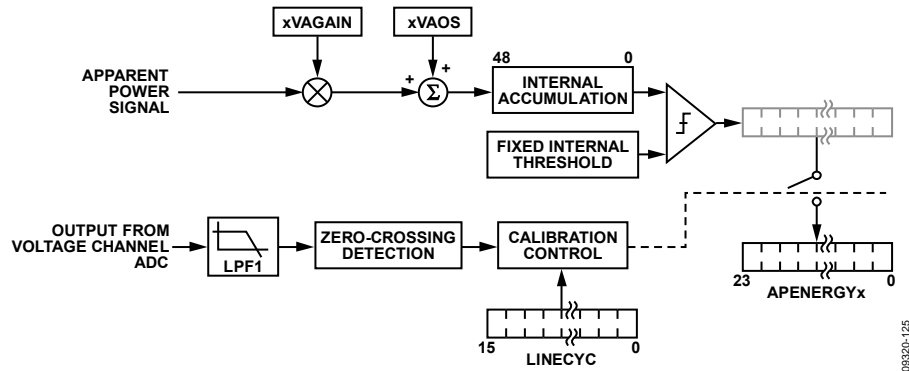 xVAGAIN
xVAOS
APPARENT
POWER
SIGNAL
+
+
Σ
48
0
INTERNAL
ACCUMULATION
FIXED INTERNAL
THRESHOLD
OUTPUT FROM
VOLTAGE CHANNEL
ADC
LPF1
ZERO-CROSSING
DETECTION
CALIBRATION
CONTROL
15
0
LINECYC
23
0
APENERGYx
09320-125